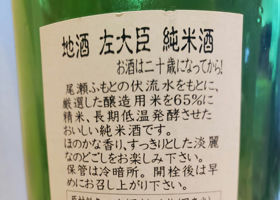 地酒 左大臣 純米酒
お酒は二十歳になってから!
尾瀬ふもとの伏流水をもとに、
厳選した醸造用米を65%に
精米、長期低温発酵させた
おいしい純米酒です。
ほのかな香り、すっきりとした淡麗
なのどごしをお楽しみ下さい。
保管は冷暗所。開栓後は早
めにお召し上がり下さい。